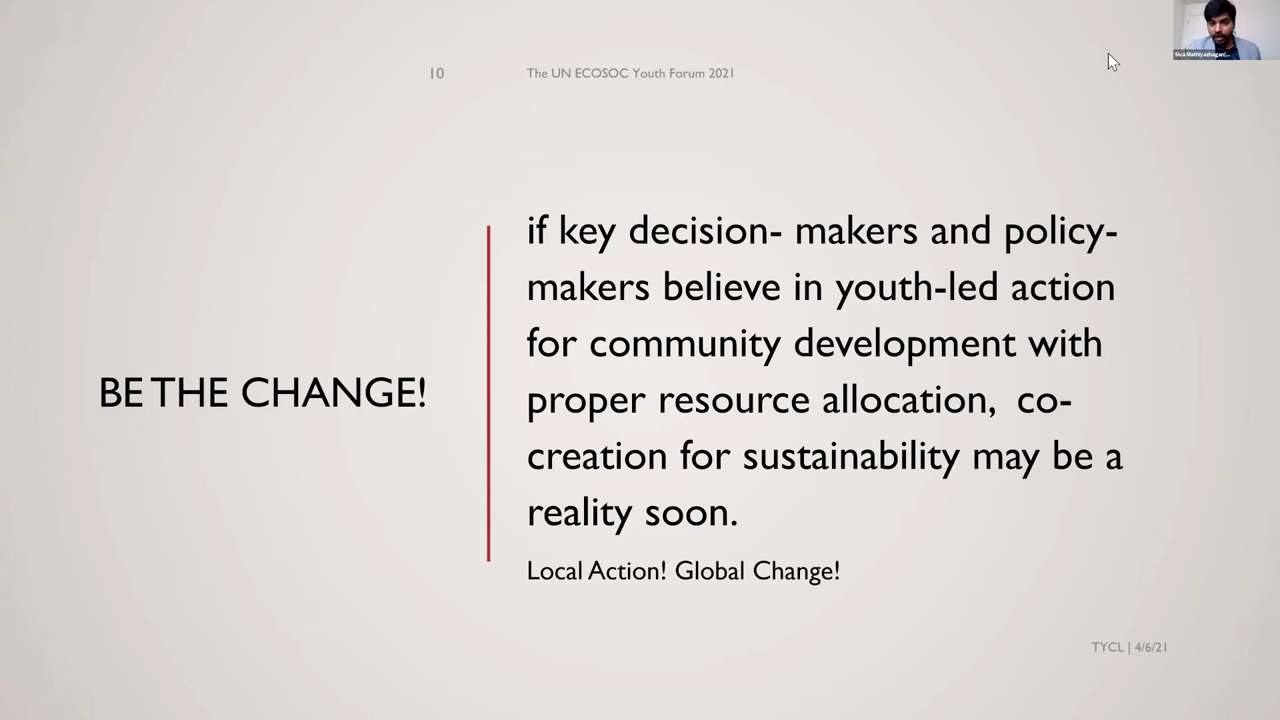 10
The UN ECOSOC Youth Forum 2021
Siva Mathiyazhagan(...
BE THE CHANGE!
if key decision- makers and policy-
makers believe in youth-led action
for community development with
proper resource allocation,  co-
creation for sustainability may be a
reality soon.
Local Action! Global Change!
TYCL | 4/6/21